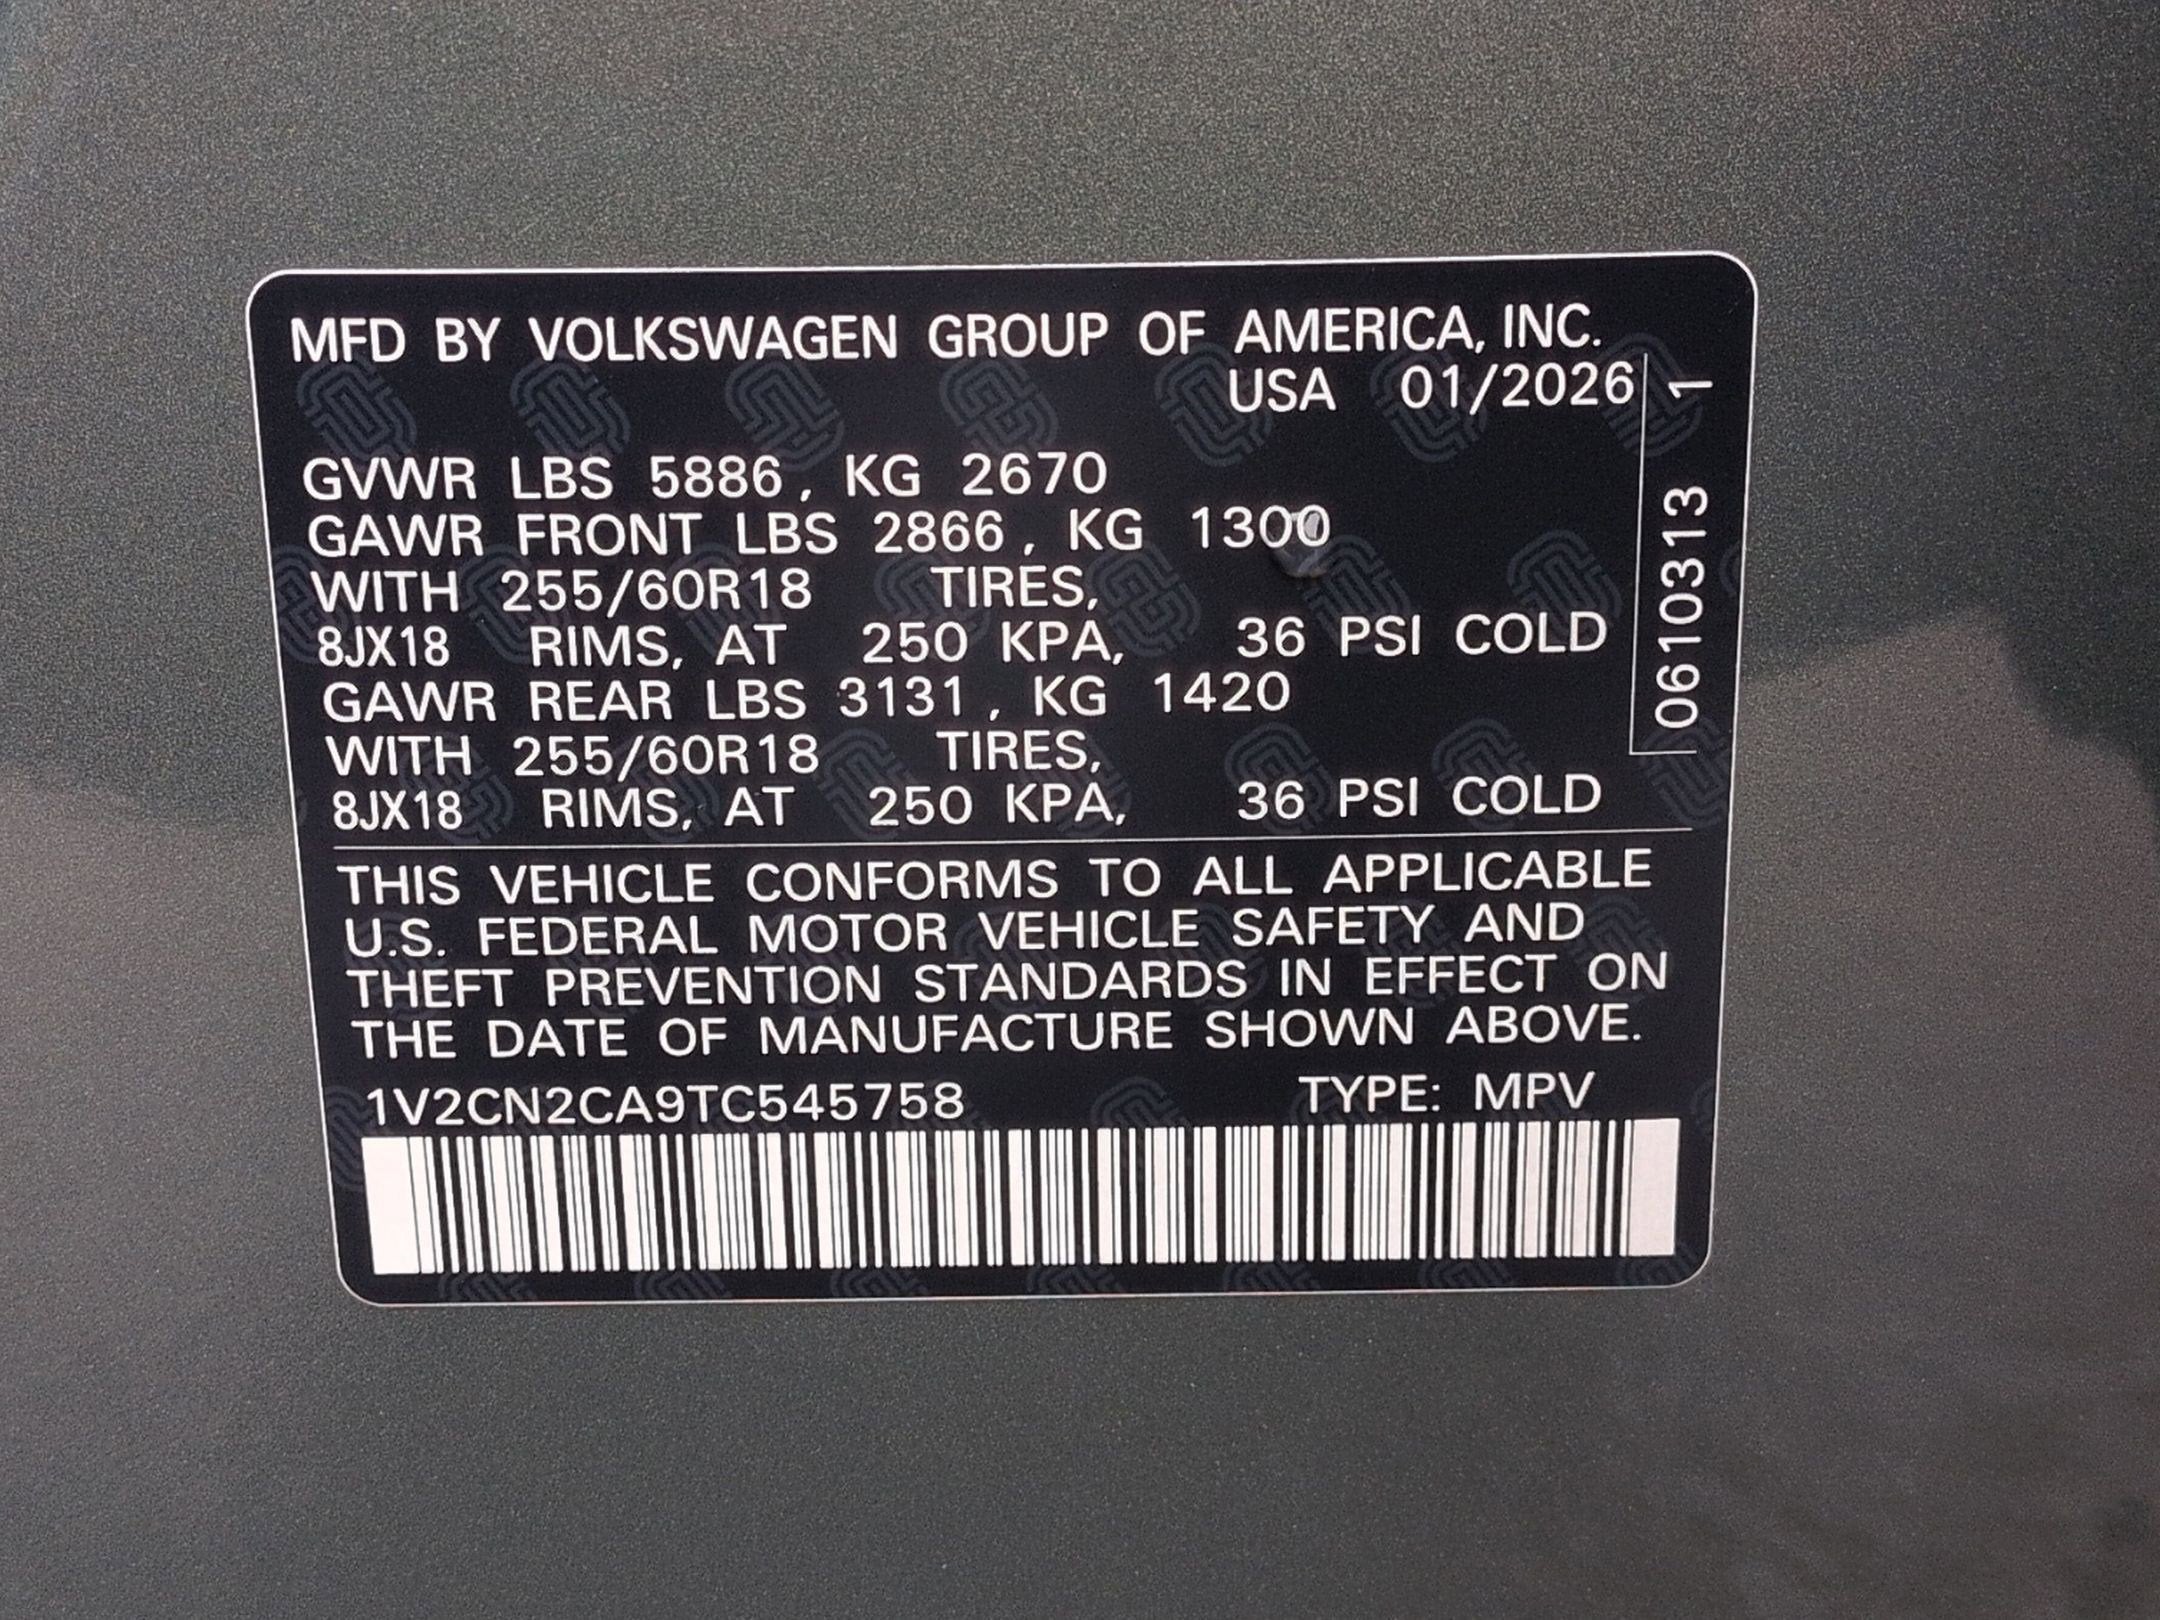 MFD BY VOLKSWAGEN GROUP OF AMERICA, INC.
USA 01/2026
GVWR LBS 5886, KG 2670
GAWR FRONT LBS 2866, KG 1300
WITH 255/60R18 TIRES,
8JX18 RIMS, AT 250 KPA, 36 PSI COLD
GAWR REAR LBS 3131, KG 1420
WITH 255/60R18 TIRES,
8JX18 RIMS, AT 250 KPA, 36 PSI COLD
0610313 1
THIS VEHICLE CONFORMS TO ALL APPLICABLE
U.S. FEDERAL MOTOR VEHICLE SAFETY AND
THEFT PREVENTION STANDARDS IN EFFECT ON
THE DATE OF MANUFACTURE SHOWN ABOVE.
1V2CN2CA9TC545758 TYPE: MPV